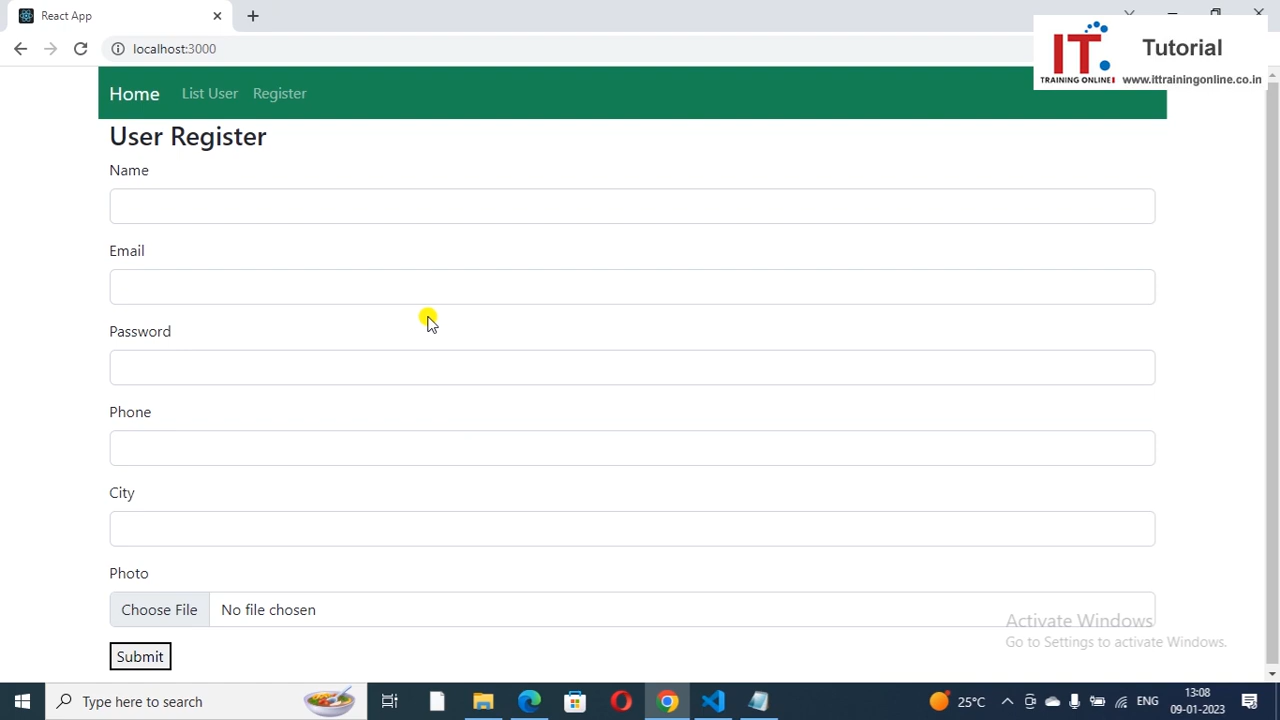 React App
localhost:3000
IT.
TRAINING ONLINE
Tutorial
www.ittrainingonline.co.in
Home List User Register
User Register
Name
Email
Password
Phone
City
Photo
Choose File No file chosen
Submit
Activate Windows
Go to Settings to activate Windows.
Type here to search
25°C
ENG
13:08
09-01-2023